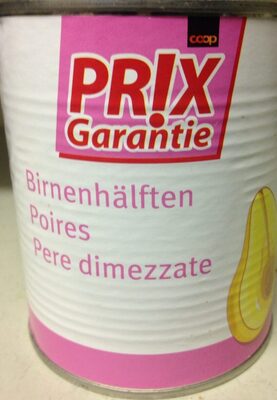 coop
PRIX
Garantie
Birnenhälften
Poires
Pere dimezzate